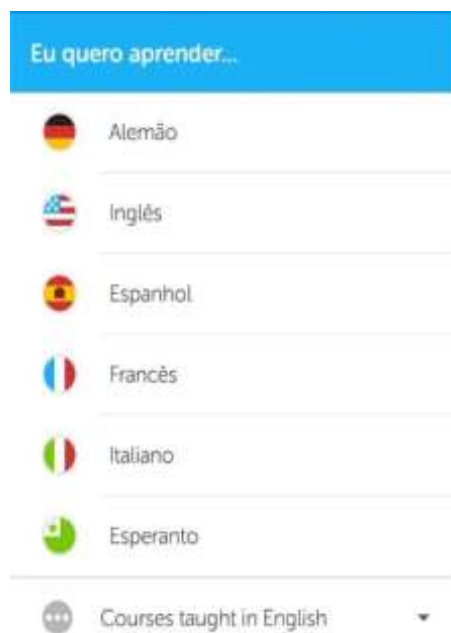 Eu quero aprender...
Alemão
Inglês
Espanhol
Francês
Italiano
Esperanto
Courses taught in English